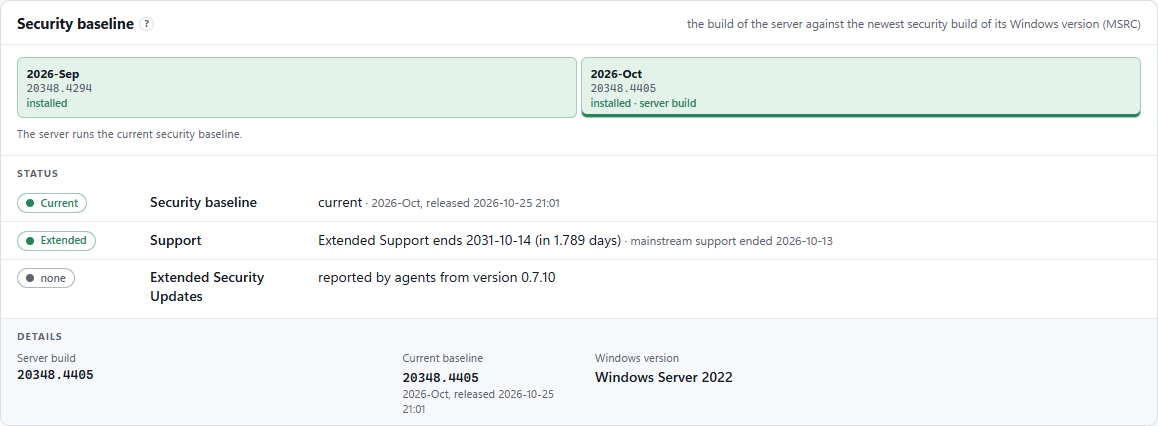 Security baseline ?
the build of the server against the newest security build of its Windows version (MSRC)
2026-Sep
20348.4294
installed
2026-Oct
20348.4405
installed · server build
The server runs the current security baseline.
STATUS
Current
Security baseline
current · 2026-Oct, released 2026-10-25 21:01
Extended
Support
Extended Support ends 2031-10-14 (in 1.789 days) · mainstream support ended 2026-10-13
none
Extended Security
Updates
reported by agents from version 0.7.10
DETAILS
Server build
20348.4405
Current baseline
20348.4405
2026-Oct, released 2026-10-25
21:01
Windows version
Windows Server 2022